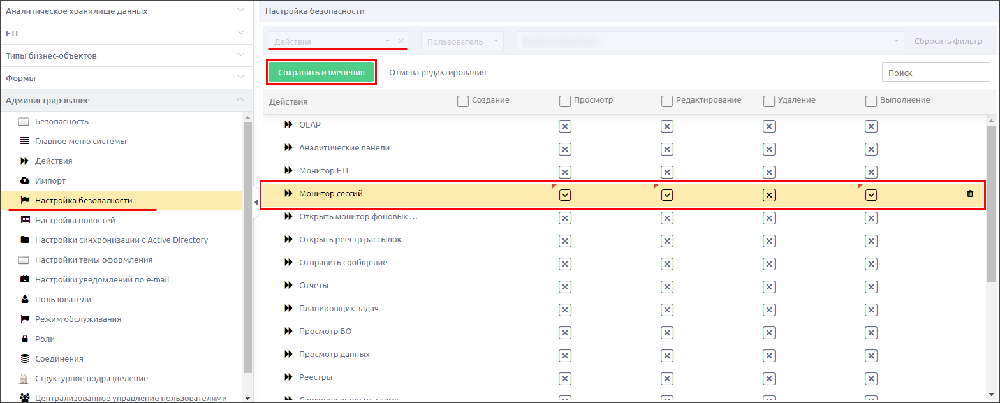 Аналитическое хранилище данных
ETL
Типы бизнес-объектов
Формы
Администрирование
Безопасность
Главное меню системы
Действия
Импорт
Настройка безопасности
Настройка новостей
Настройки синхронизации с Active Directory
Настройки темы оформления
Настройки уведомлений по e-mail
Пользователи
Режим обслуживания
Роли
Соединения
Структурное подразделение
Централизованное управление пользователями
Настройка безопасности
Действия Пользователь Сбросить фильтр
Сохранить изменения Отмена редактирования Поиск
Действия Создание Просмотр Редактирование Удаление Выполнение
OLAP
Аналитические панели
Монитор ETL
Монитор сессий
Открыть монитор фоновых ...
Открыть реестр рассылок
Отправить сообщение
Отчеты
Планировщик задач
Просмотр БО
Просмотр данных
Реестры
Синхронизировать схему